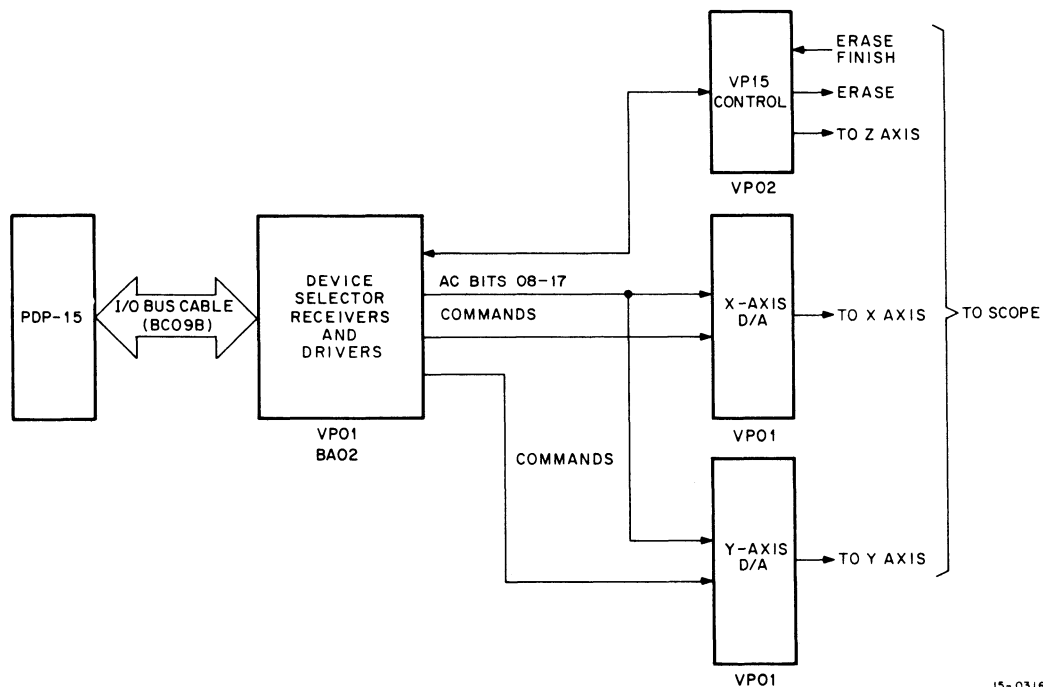 PDP-15
I/O BUS CABLE
(BC09B)
DEVICE
SELECTOR
RECEIVERS
AND
DRIVERS
VP01
BA02
AC BITS 08-17
COMMANDS
COMMANDS
VP15
CONTROL
VP02
ERASE
FINISH
ERASE
TO Z AXIS
X-AXIS
D/A
VP01
TO X AXIS
Y-AXIS
D/A
VP01
TO Y AXIS
TO SCOPE
15-0316